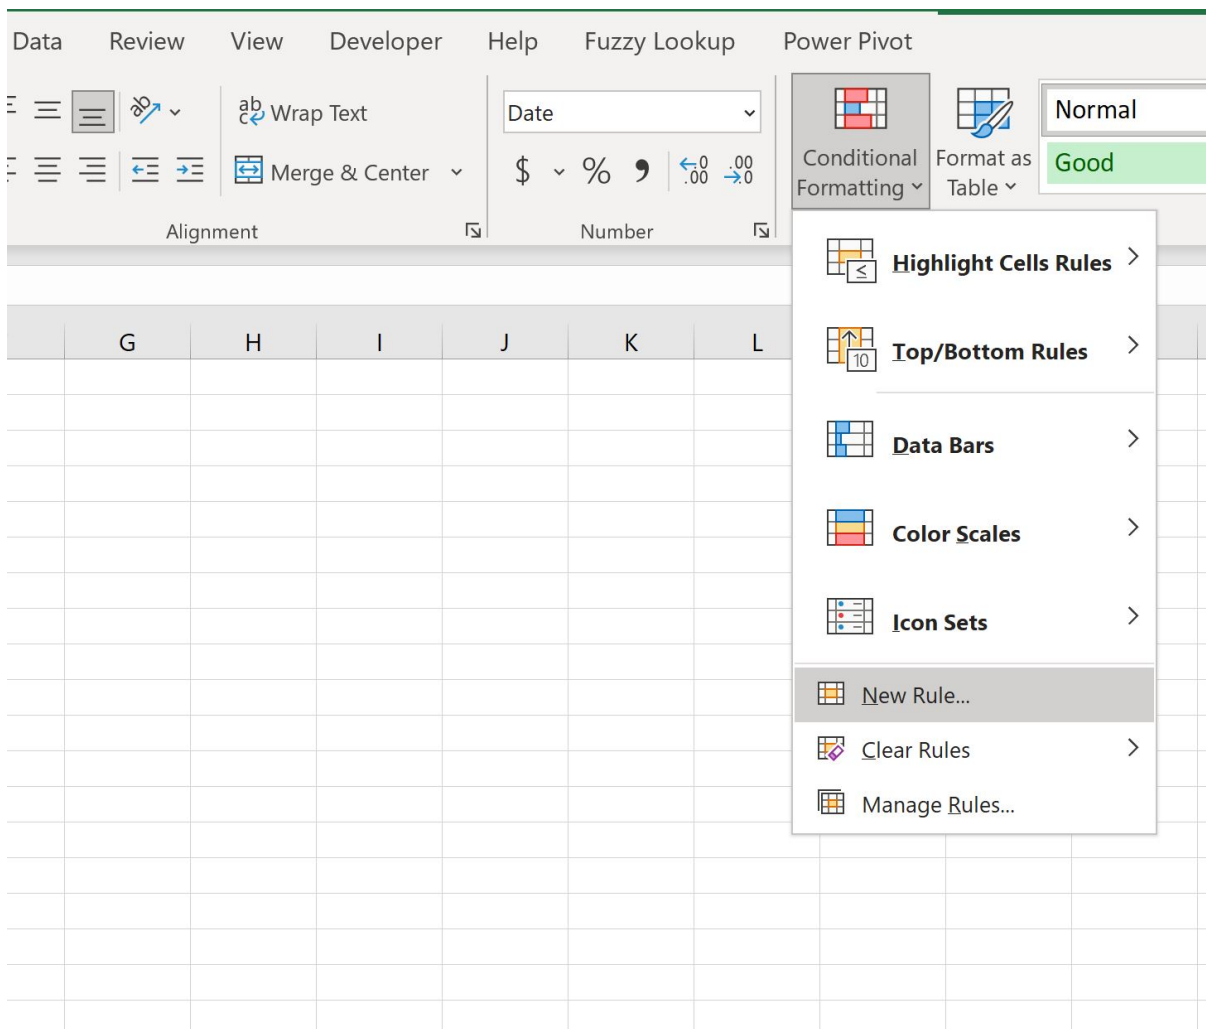 Data Review View Developer Help Fuzzy Lookup Power Pivot
ab Wrap Text Date Normal
Merge & Center $ % Conditional Formatting Format as Table Good
Alignment Number
Highlight Cells Rules
G H I J K L
Top/Bottom Rules
10
Data Bars
Color Scales
Icon Sets
New Rule...
Clear Rules
Manage Rules...